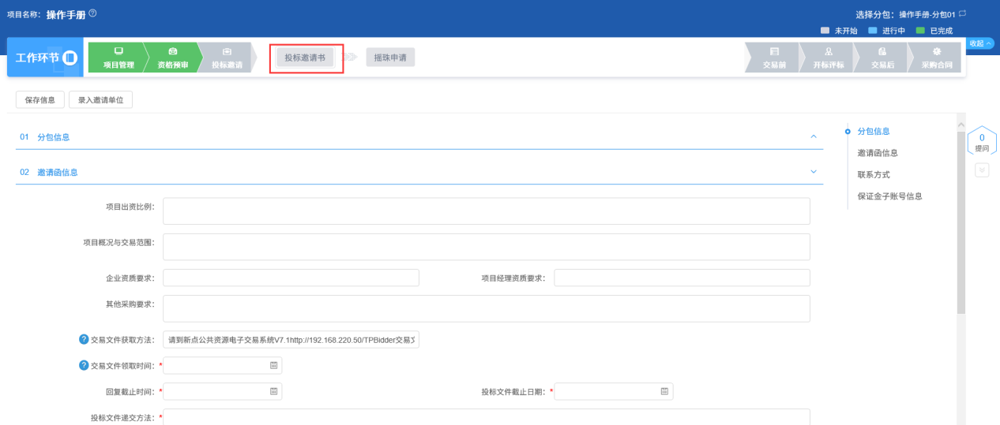 项目名称：操作手册
选择分包：操作手册-分包01
未开始 进行中 已完成
收起
工作环节
项目管理 资格预审 投标邀请 投标邀请书 摇珠申请 交易前 开标评标 交易后 采购合同
保存信息 录入邀请单位
01 分包信息
02 邀请函信息
项目出资比例：
项目概况与交易范围：
企业资质要求： 项目经理资质要求：
其他采购要求：
交易文件获取方法： 请到新点公共资源电子交易系统V7.1http://192.168.220.50/TPBidder交易文
交易文件领取时间：*
回复截止时间：* 投标文件截止日期：*
投标文件递交方法：*
分包信息
邀请函信息
联系方式
保证金子账号信息
0
提问